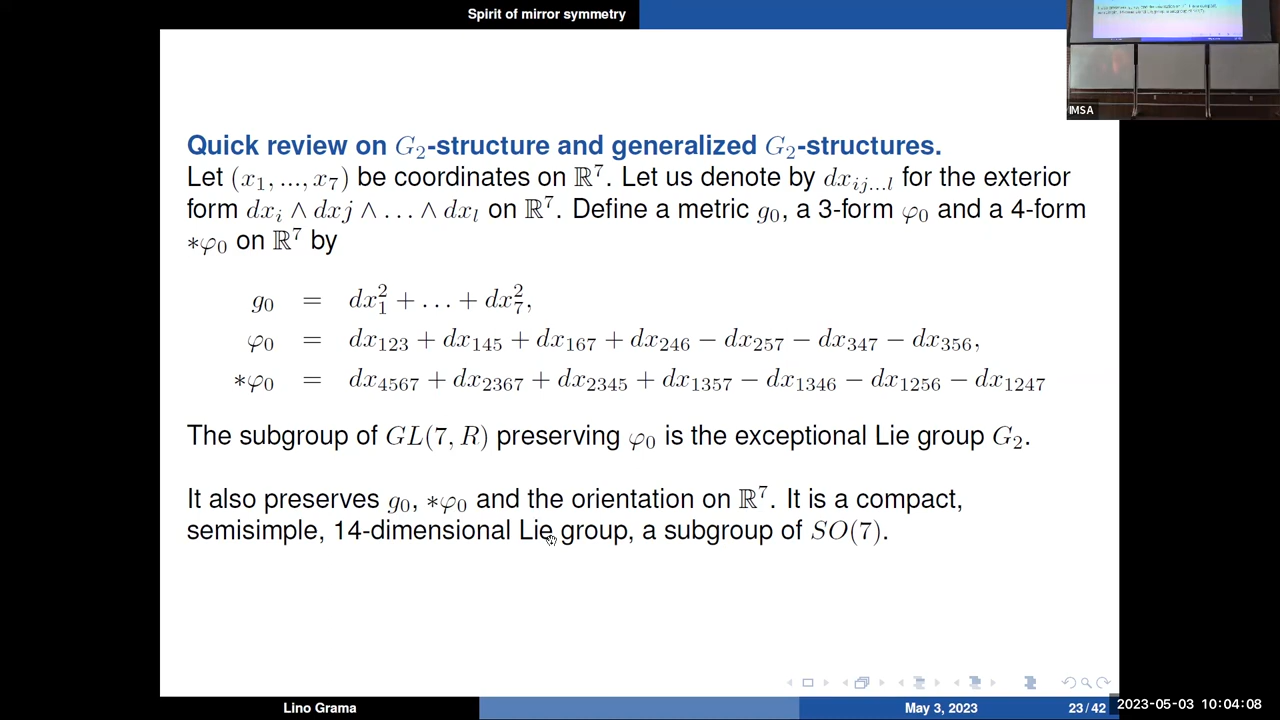 Spirit of mirror symmetry
IMSA
Quick review on G₂-structure and generalized G₂-structures.
Let (x₁, ..., x₇) be coordinates on ℝ⁷. Let us denote by dx_{ij...l} for the exterior
form dx_i ∧ dxj ∧ . . . ∧ dx_l on ℝ⁷. Define a metric g₀, a 3-form φ₀ and a 4-form
∗φ₀ on ℝ⁷ by
g₀ = dx₁² + . . . + dx₇²,
φ₀ = dx₁₂₃ + dx₁₄₅ + dx₁₆₇ + dx₂₄₆ − dx₂₅₇ − dx₃₄₇ − dx₃₅₆,
∗φ₀ = dx₄₅₆₇ + dx₂₃₆₇ + dx₂₃₄₅ + dx₁₃₅₇ − dx₁₃₄₆ − dx₁₂₅₆ − dx₁₂₄₇
The subgroup of GL(7, R) preserving φ₀ is the exceptional Lie group G₂.
It also preserves g₀, ∗φ₀ and the orientation on ℝ⁷. It is a compact,
semisimple, 14-dimensional Lie group, a subgroup of SO(7).
Lino Grama
May 3, 2023
23 / 42
2023-05-03 10:04:08